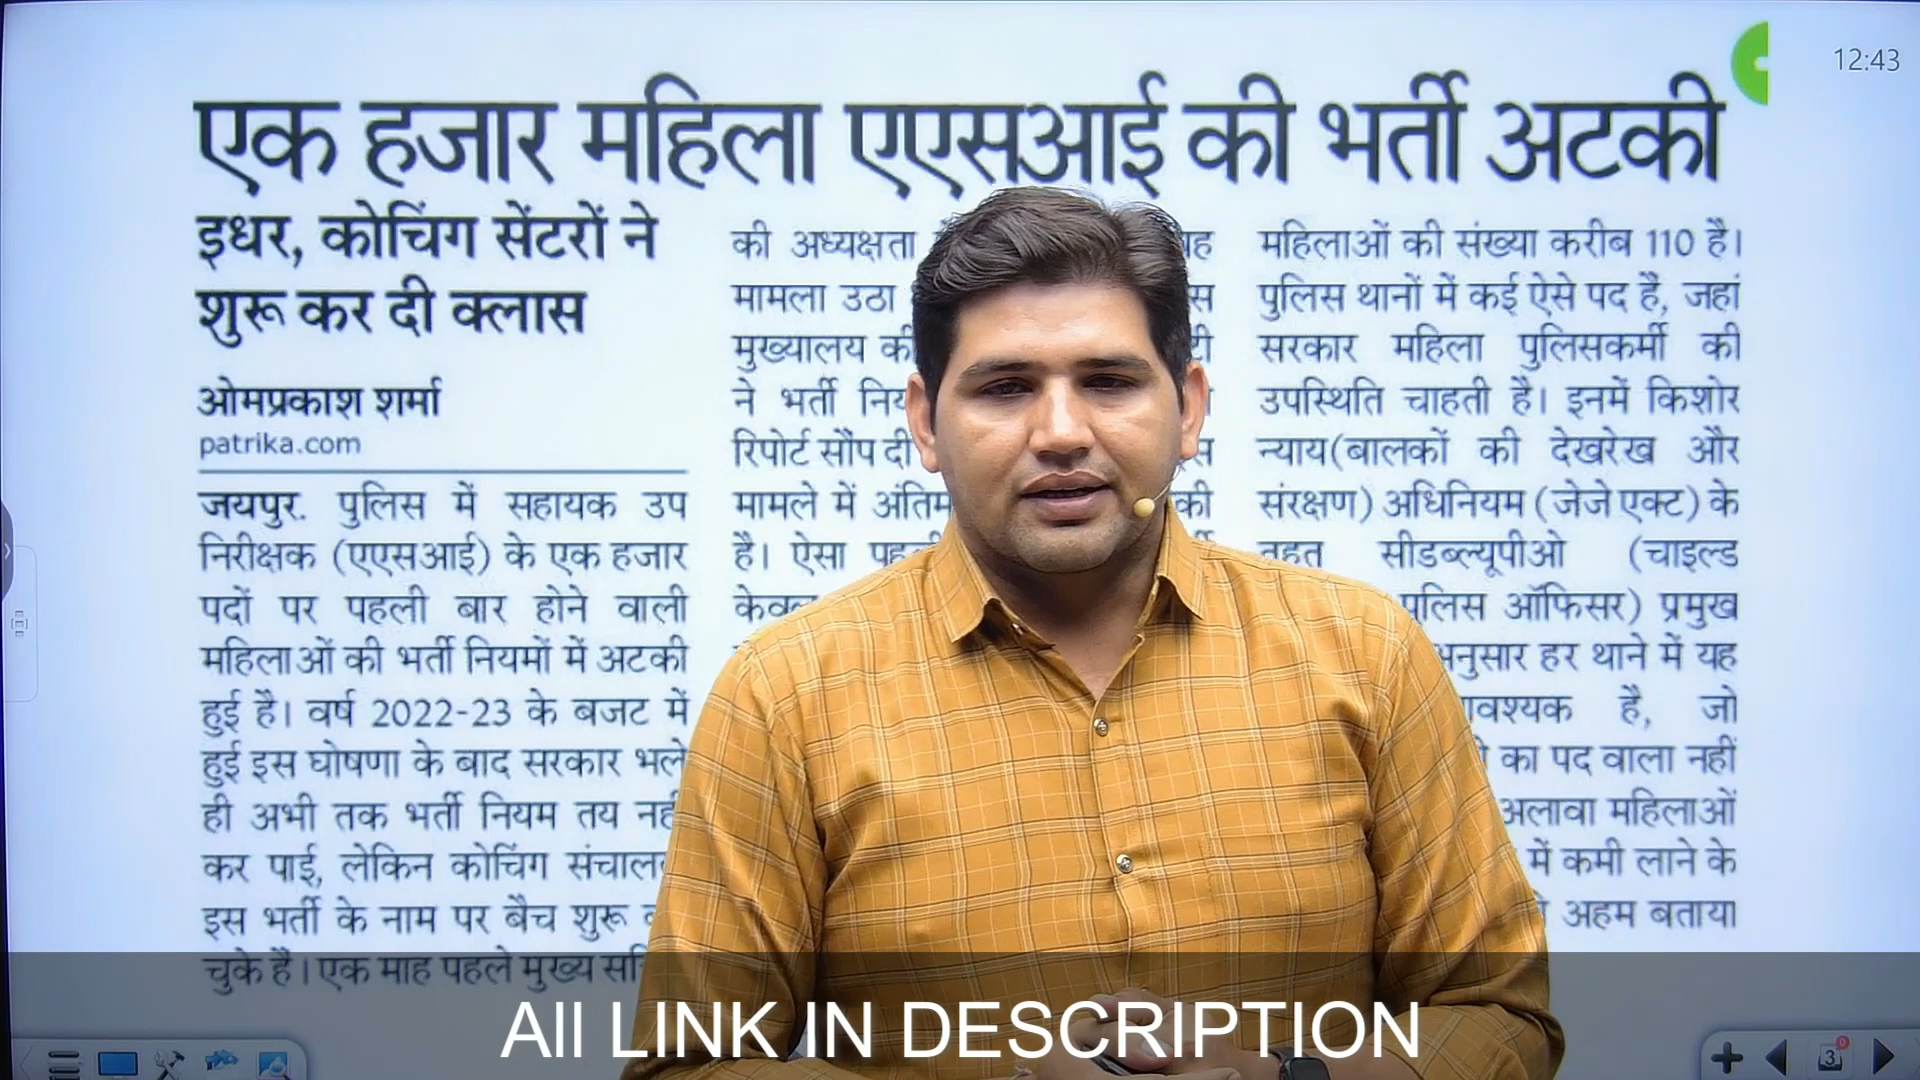 12:43
एक हजार महिला एएसआई की भर्ती अटकी
इधर, कोचिंग सेंटरों ने
शुरू कर दी क्लास
ओमप्रकाश शर्मा
patrika.com
जयपुर. पुलिस में सहायक उप
निरीक्षक (एएसआई) के एक हजार
पदों पर पहली बार होने वाली
महिलाओं की भर्ती नियमों में अटकी
हुई है। वर्ष 2022-23 के बजट में
हुई इस घोषणा के बाद सरकार भले
ही अभी तक भर्ती नियम तय
कर पाई, लेकिन कोचिंग
इस भर्ती के नाम पर बैच शुरू
चुके है। एक माह पहले मुख्य
की अध्यक्षता
मामला उठा
मुख्यालय की
ने भर्ती
रिपोर्ट सौंप दी
मामले में अंतिम की
है। ऐसा
महिलाओं की संख्या करीब 110 है।
पुलिस थानों में कई ऐसे पद है, जहां
सरकार महिला पुलिसकर्मी की
उपस्थिति चाहती है। इनमें किशोर
न्याय(बालकों की देखरेख और
संरक्षण) अधिनियम (जेजे एक्ट) के
तहत सीडब्ल्यूपीओ (चाइल्ड
पुलिस ऑफिसर) प्रमुख
अनुसार हर थाने में यह
जो
का पद वाला नहीं
अलावा महिलाओं
में कमी लाने के
अहम बताया
All LINK IN DESCRIPTION
3